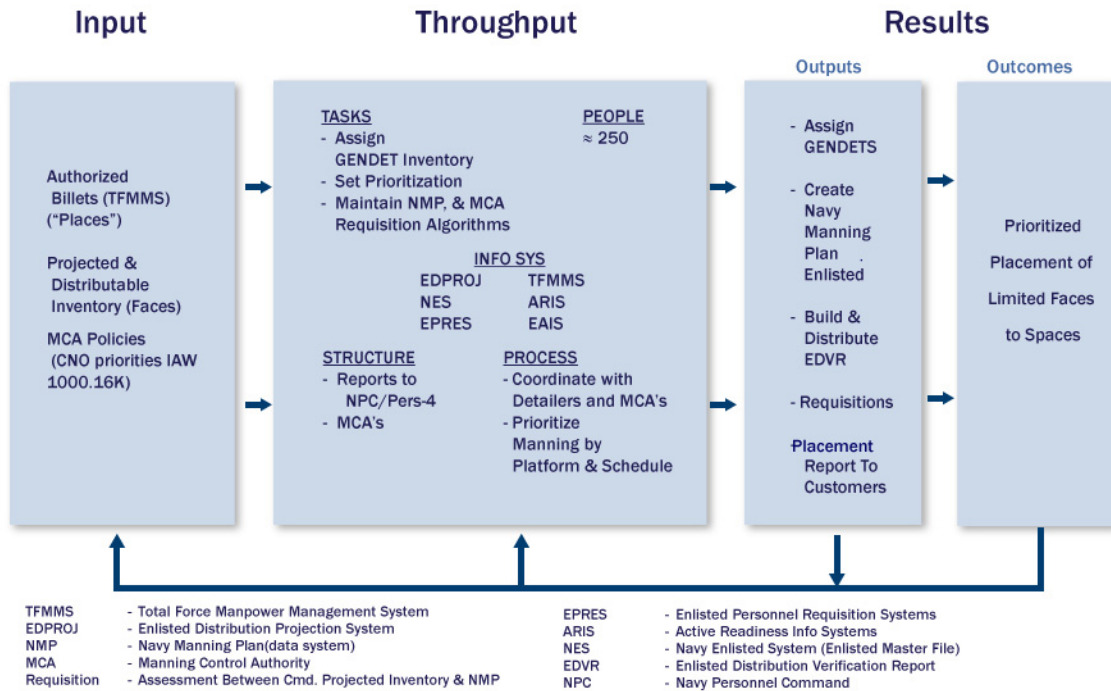 Input
Throughput
Results
Outputs
Outcomes
Authorized
Billets (TFMMS)
("Places")
Projected &
Distributable
Inventory (Faces)
MCA Policies
(CNO priorities IAW
1000.16K)
TASKS
- Assign
GENDET Inventory
- Set Prioritization
- Maintain NMP, & MCA
Requisition Algorithms
PEOPLE
≈ 250
INFO SYS
EDPROJ TFMMS
NES ARIS
EPRES EAIS
STRUCTURE
- Reports to
NPC/Pers-4
- MCA's
PROCESS
- Coordinate with
Detailers and MCA's
- Prioritize
Manning by
Platform & Schedule
- Assign
GENDETS
- Create
Navy
Manning
Plan .
Enlisted
- Build &
Distribute
EDVR
-Requisitions
-Placement
Report To
Customers
Prioritized
Placement of
Limited Faces
to Spaces
TFMMS - Total Force Manpower Management System
EDPROJ - Enlisted Distribution Projection System
NMP - Navy Manning Plan(data system)
MCA - Manning Control Authority
Requisition - Assessment Between Cmd. Projected Inventory & NMP
EPRES - Enlisted Personnel Requisition Systems
ARIS - Active Readiness Info Systems
NES - Navy Enlisted System (Enlisted Master File)
EDVR - Enlisted Distribution Verification Report
NPC - Navy Personnel Command